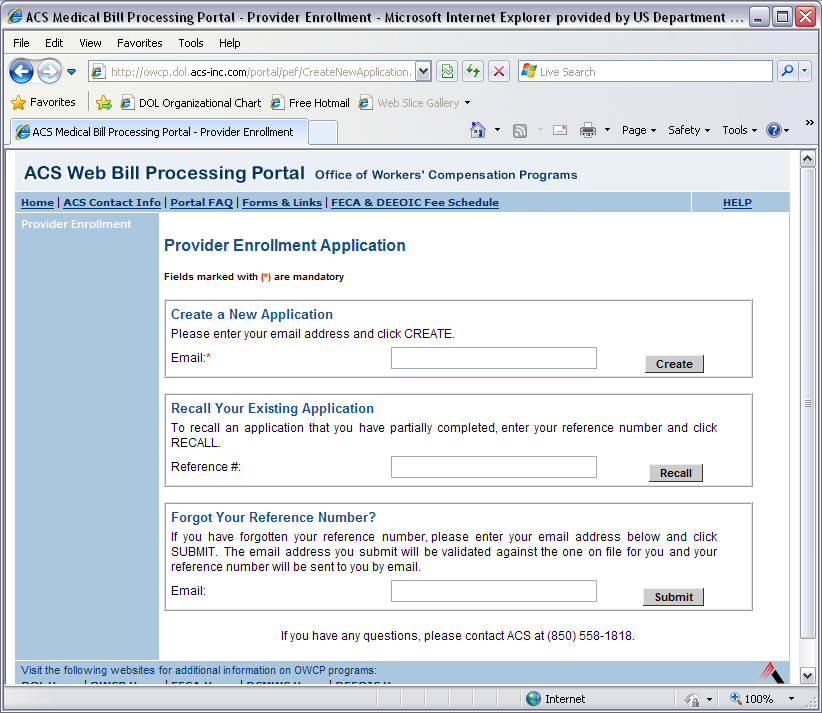 ACS Medical Bill Processing Portal - Provider Enrollment - Microsoft Internet Explorer provided by US Department ...
File Edit View Favorites Tools Help
http://owcp.dol.acs-inc.com/portal/pef/CreateNewApplication. Live Search
Favorites DOL Organizational Chart Free Hotmail Web Slice Gallery
ACS Medical Bill Processing Portal - Provider Enrollment Page Safety Tools »
ACS Web Bill Processing Portal Office of Workers' Compensation Programs
Home | ACS Contact Info | Portal FAQ | Forms & Links | FECA & DEEOIC Fee Schedule HELP
Provider Enrollment
Provider Enrollment Application
Fields marked with (*) are mandatory
Create a New Application
Please enter your email address and click CREATE.
Email:*
Create
Recall Your Existing Application
To recall an application that you have partially completed, enter your reference number and click
RECALL.
Reference #:
Recall
Forgot Your Reference Number?
If you have forgotten your reference number, please enter your email address below and click
SUBMIT. The email address you submit will be validated against the one on file for you and your
reference number will be sent to you by email.
Email:
Submit
If you have any questions, please contact ACS at (850) 558-1818.
Visit the following websites for additional information on OWCP programs:
Internet 100%